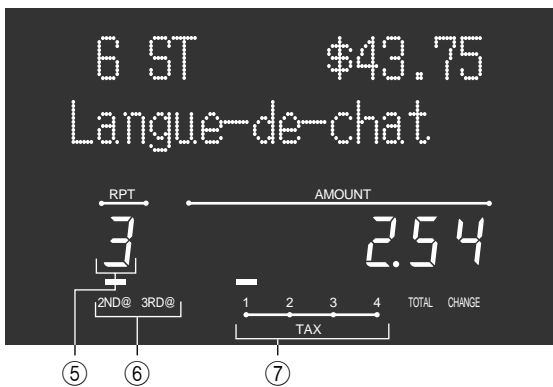 6 ST $43.75
Langue-de-chat
RPT AMOUNT
3 2.54
2ND@ 3RD@ 1 2 3 4 TOTAL CHANGE
TAX
⑤ ⑥ ⑦